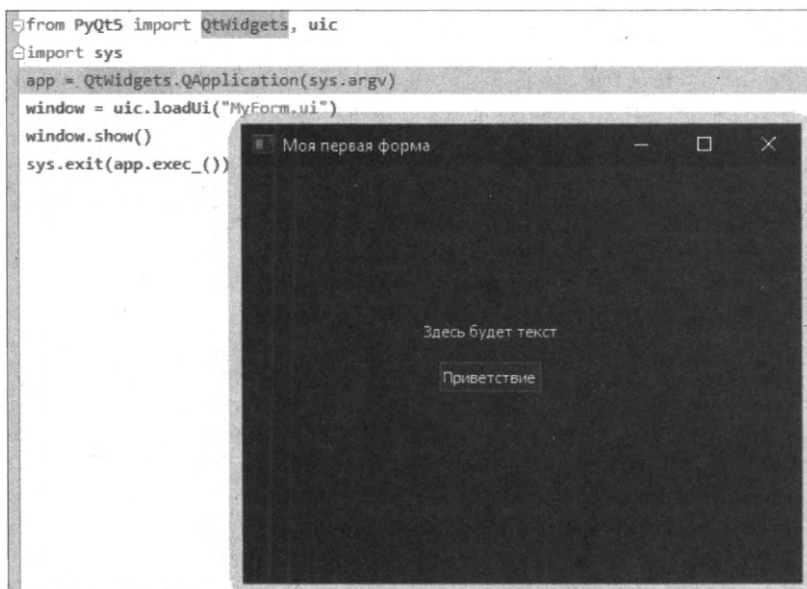 from PyQt5 import QtWidgets, uic
import sys
app = QtWidgets.QApplication(sys.argv)
window = uic.loadUi("MyForm.ui")
window.show()
sys.exit(app.exec_())
Моя первая форма
Здесь будет текст
Приветствие